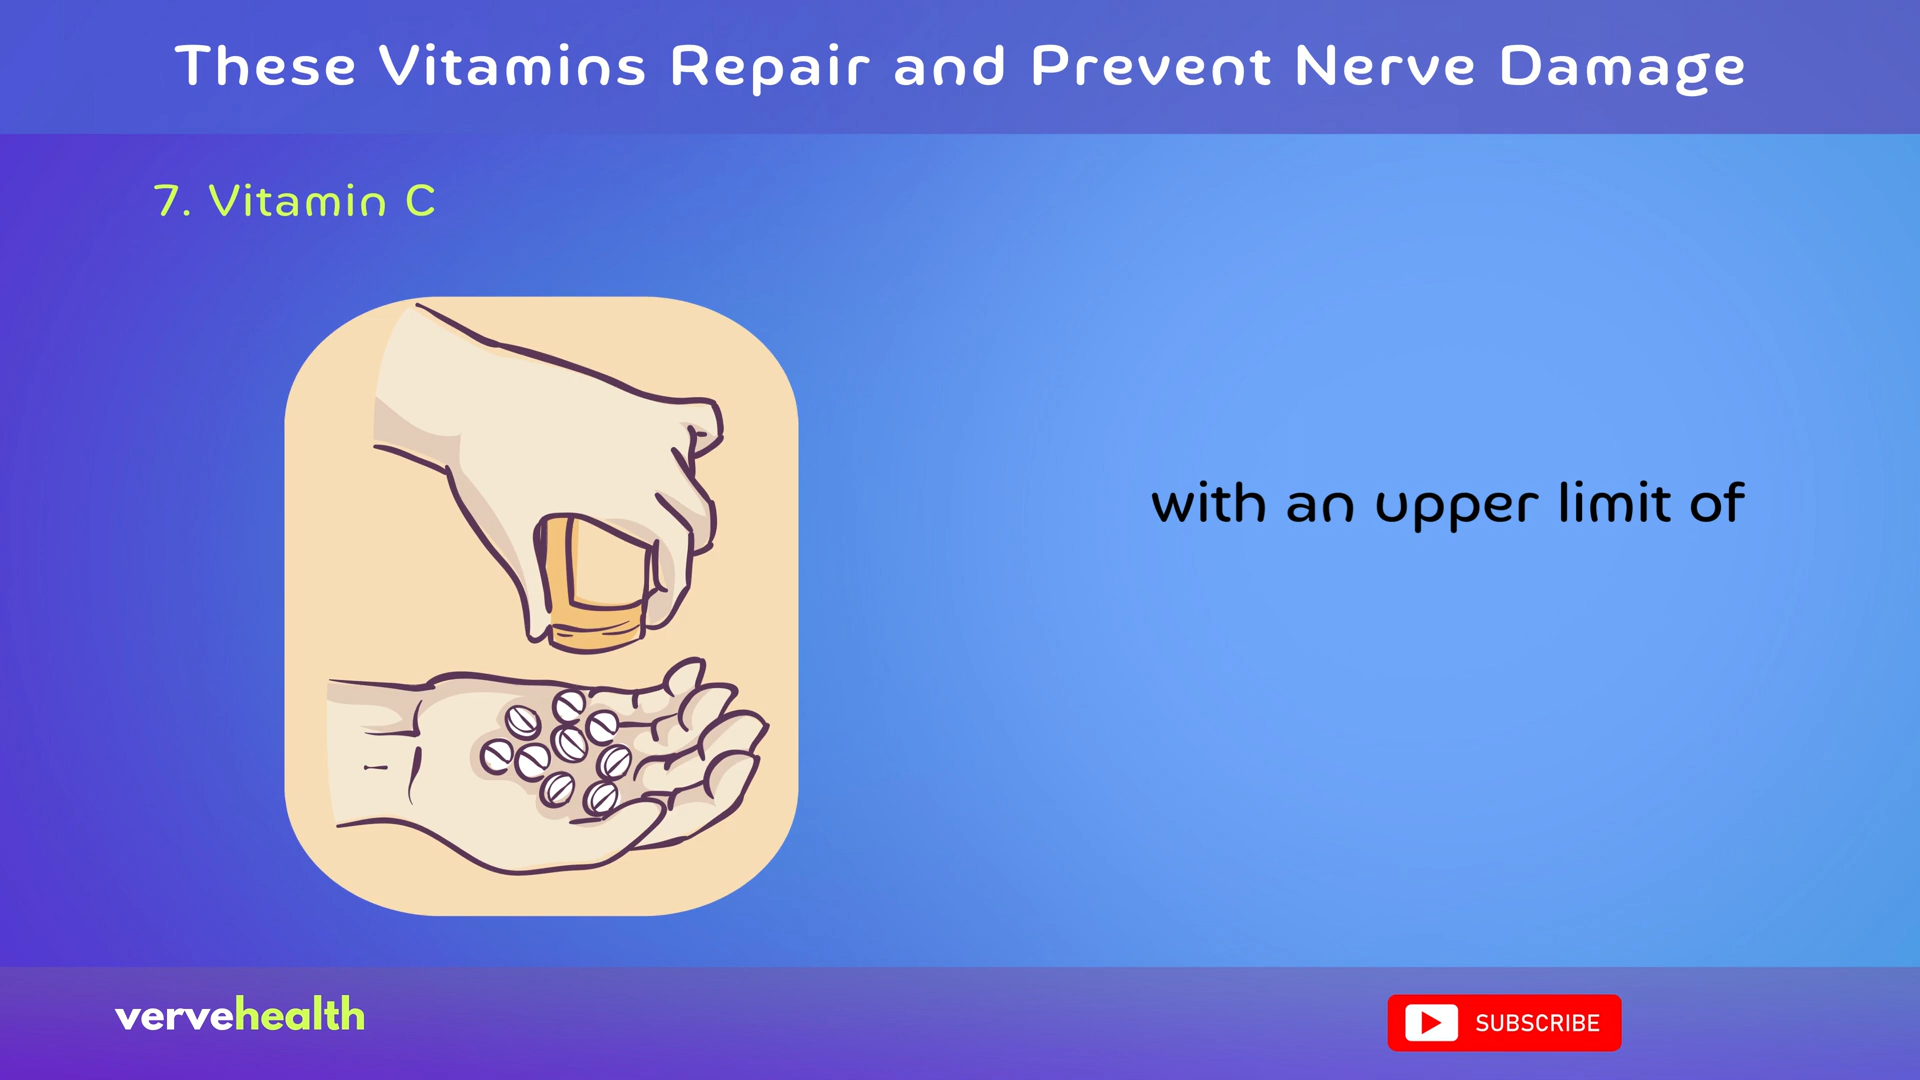 These Vitamins Repair and Prevent Nerve Damage
7. Vitamin C
with an upper limit of
vervehealth
SUBSCRIBE